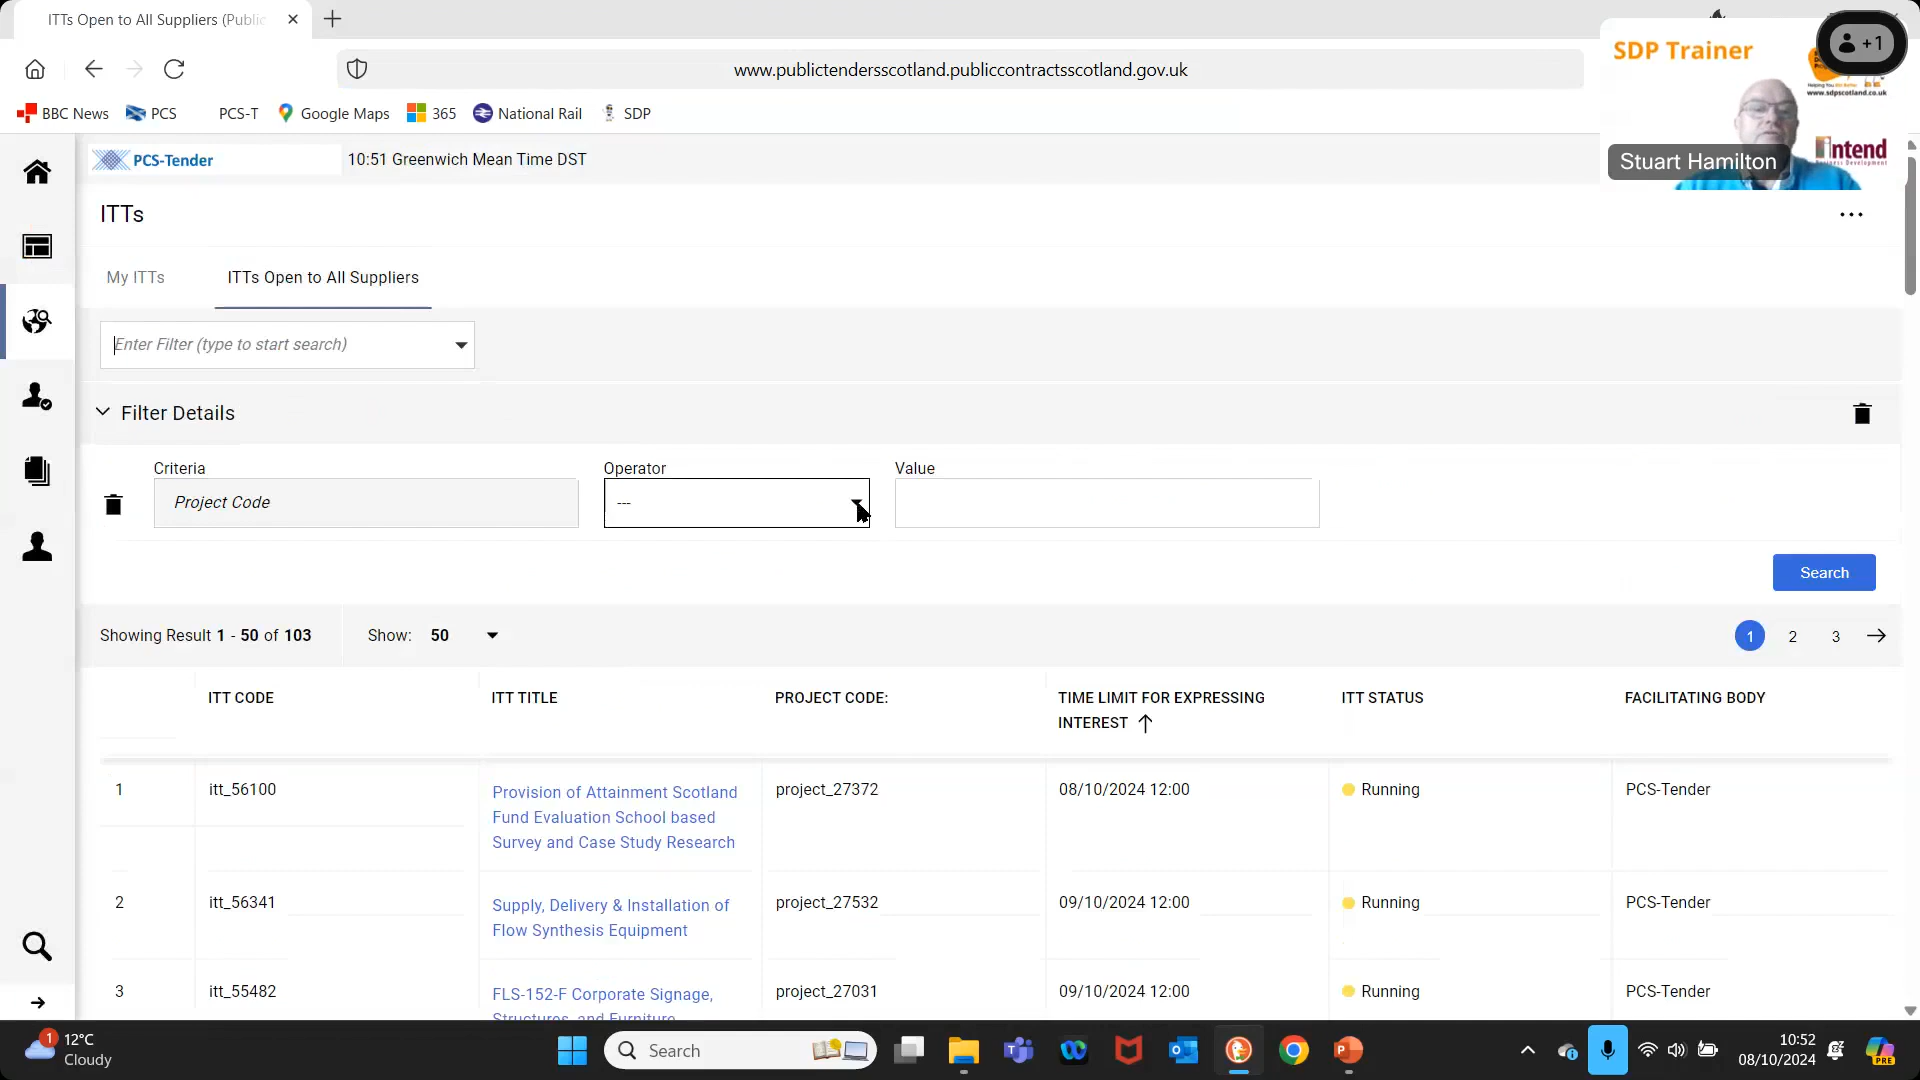 ITTs Open to All Suppliers (Public
www.publictendersscotland.publiccontractsscotland.gov.uk
BBC News
PCS
PCS-T
Google Maps
365
National Rail
SDP
SDP Trainer
+1
www.sdpscotland.co.uk
Stuart Hamilton
intend
PCS-Tender
10:51 Greenwich Mean Time DST
ITTs
My ITTs
ITTs Open to All Suppliers
Enter Filter (type to start search)
Filter Details
Criteria
Operator
Value
Project Code
---
Search
Showing Result 1 - 50 of 103
Show: 50
1 2 3
ITT CODE
ITT TITLE
PROJECT CODE:
TIME LIMIT FOR EXPRESSING
INTEREST
ITT STATUS
FACILITATING BODY
1
itt_56100
Provision of Attainment Scotland
Fund Evaluation School based
Survey and Case Study Research
project_27372
08/10/2024 12:00
Running
PCS-Tender
2
itt_56341
Supply, Delivery & Installation of
Flow Synthesis Equipment
project_27532
09/10/2024 12:00
Running
PCS-Tender
3
itt_55482
FLS-152-F Corporate Signage,
Structures, and Furniture
project_27031
09/10/2024 12:00
Running
PCS-Tender
1
12°C
Cloudy
Search
10:52
08/10/2024
PRE